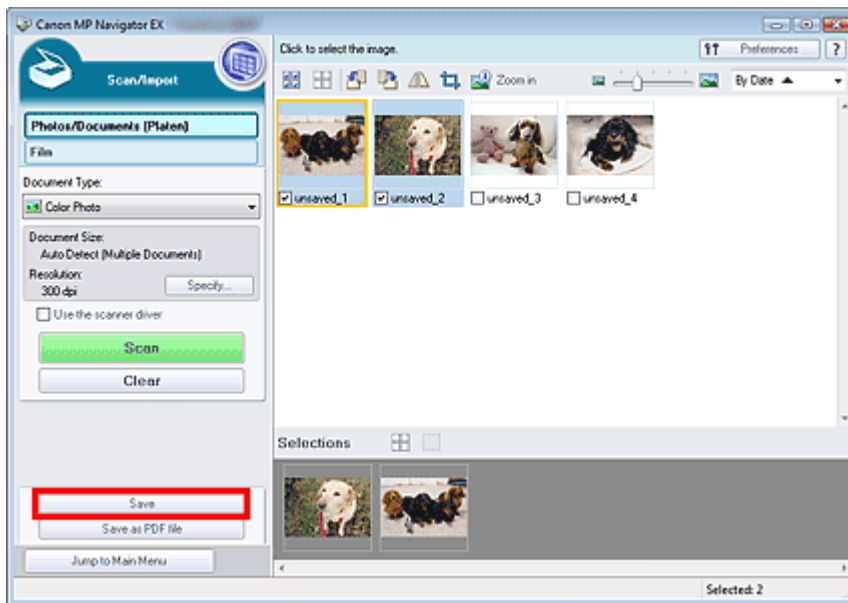 Canon MP Navigator EX
Scan/Import
Photos/Documents (Platen)
Film
Document Type:
Color Photo
Document Size:
Auto Detect (Multiple Documents)
Resolution:
300 dpi
Specify...
Use the scanner driver
Scan
Clear
Save
Save as PDF file
Jump to Main Menu
Click to select the image.
Preferences
?
Zoom in
By Date
unsaved_1
unsaved_2
unsaved_3
unsaved_4
Selections
Selected: 2